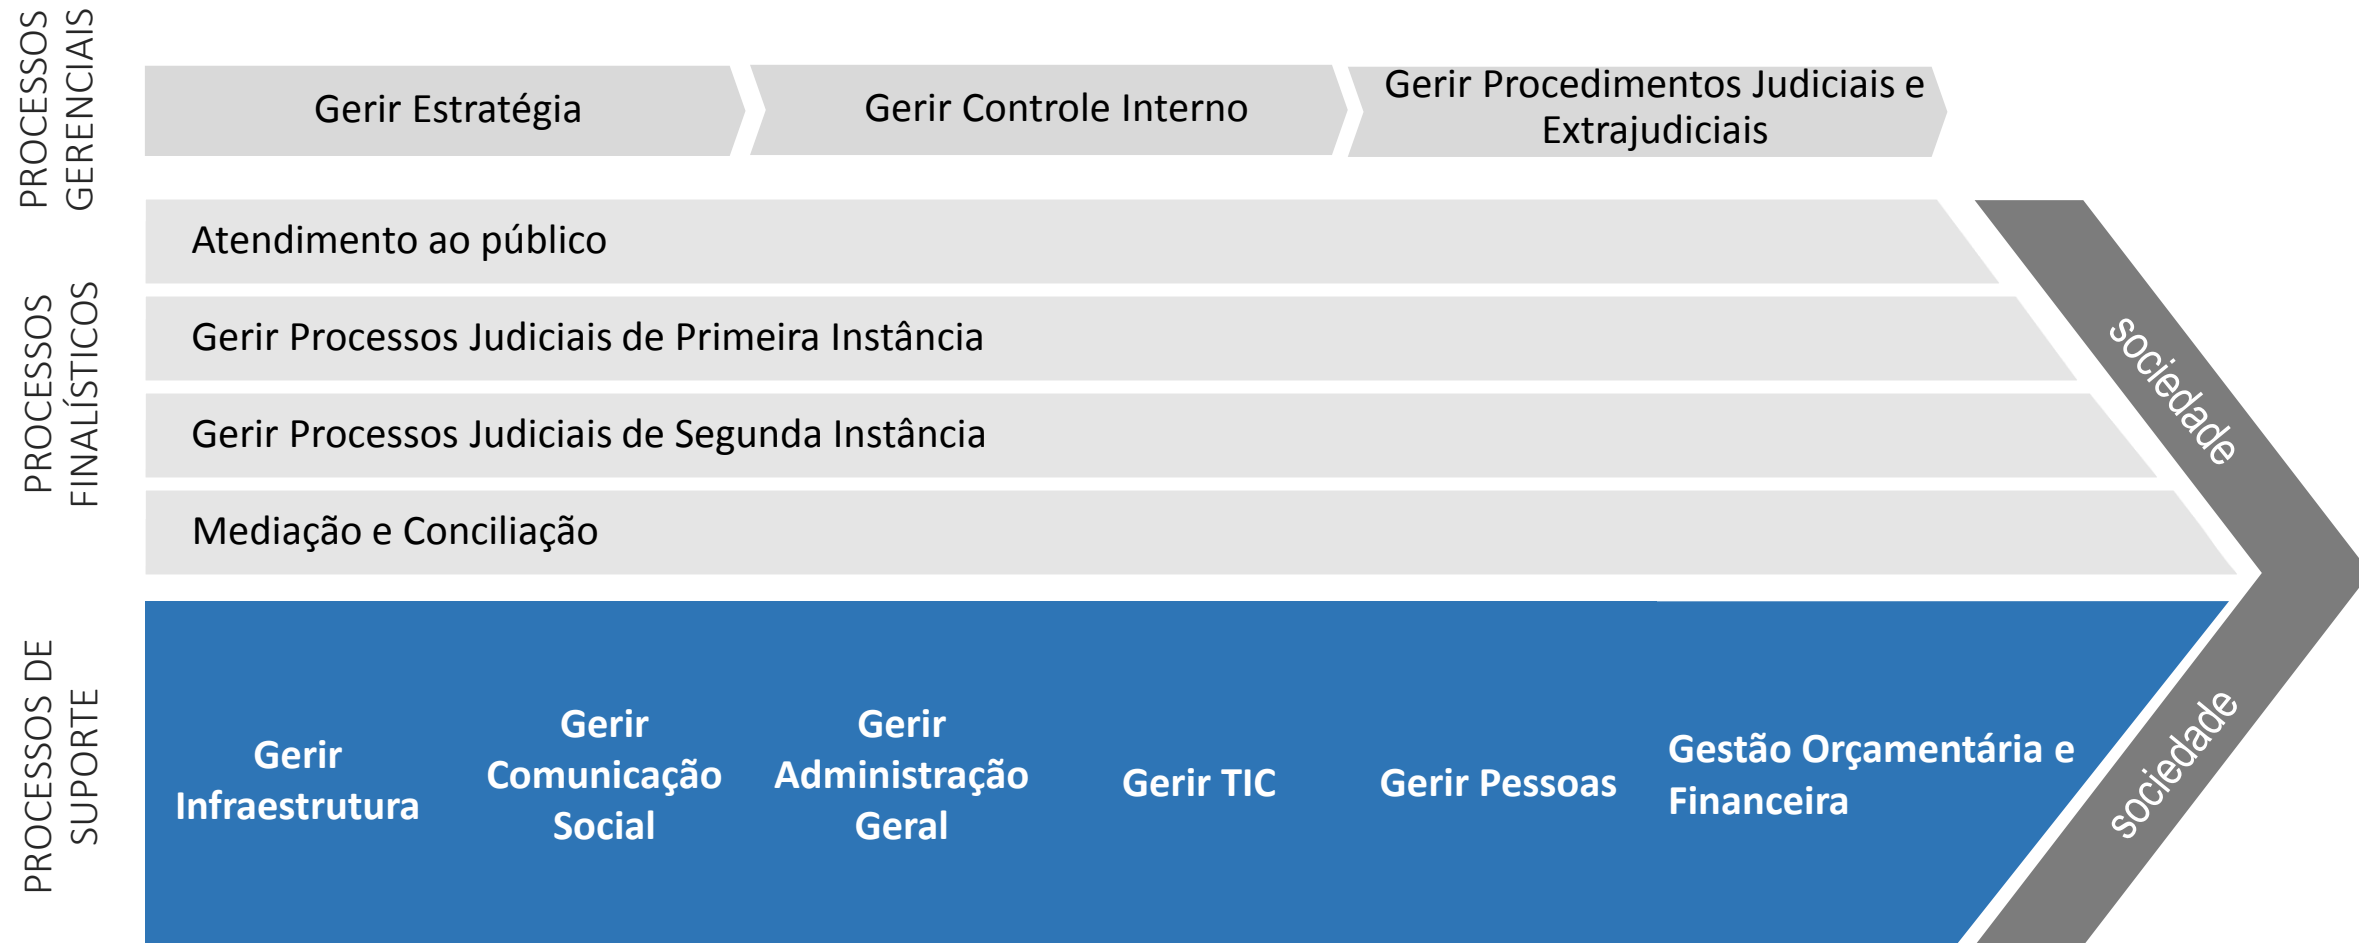 PROCESSOS
GERENCIAIS
Gerir Estratégia
Gerir Controle Interno
Gerir Procedimentos Judiciais e
Extrajudiciais
PROCESSOS
FINALÍSTICOS
Atendimento ao público
Gerir Processos Judiciais de Primeira Instância
Gerir Processos Judiciais de Segunda Instância
Mediação e Conciliação
sociedade
PROCESSOS DE
SUPORTE
Gerir
Infraestrutura
Gerir
Comunicação
Social
Gerir
Administração
Geral
Gerir TIC
Gerir Pessoas
Gestão Orçamentária e
Financeira
sociedade